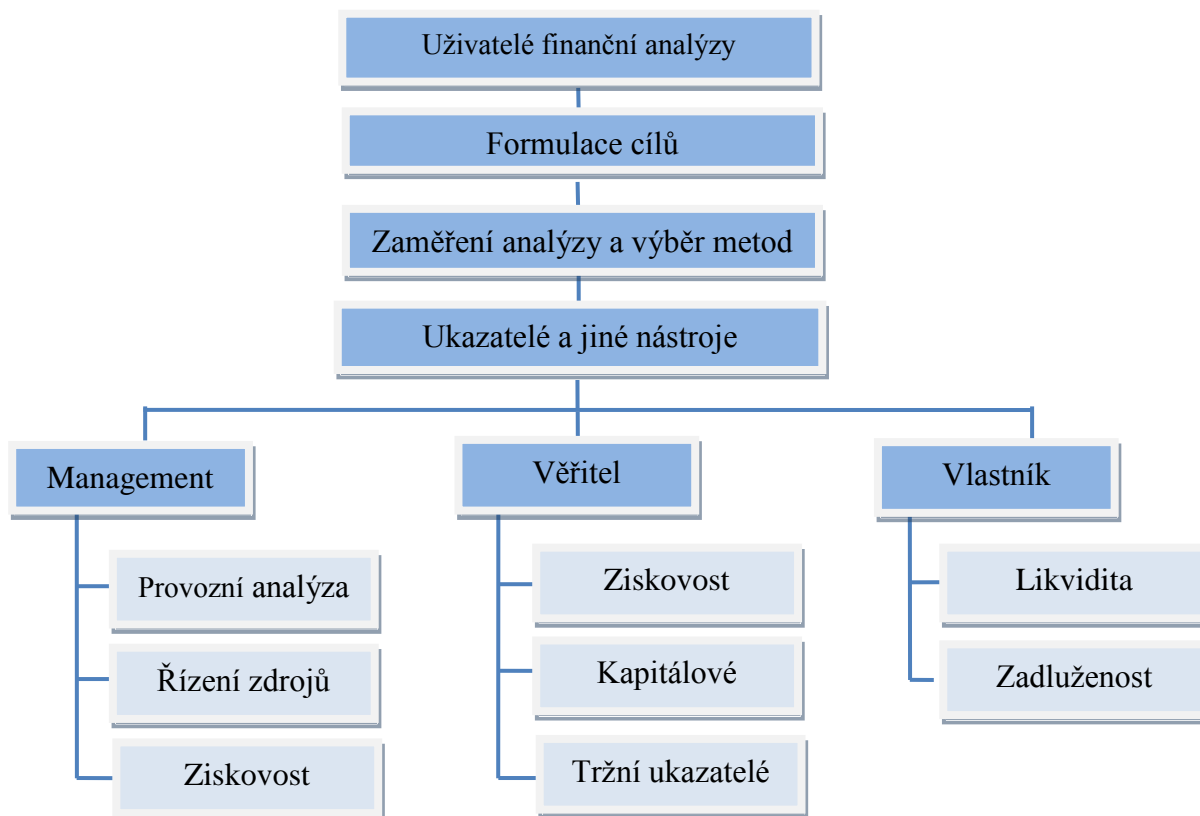 Uživatelé finanční analýzy
Formulace cílů
Zaměření analýzy a výběr metod
Ukazatelé a jiné nástroje
Management
Provozní analýza
Řízení zdrojů
Ziskovost
Věřitel
Ziskovost
Kapitálové
Tržní ukazatelé
Vlastník
Likvidita
Zadluženost